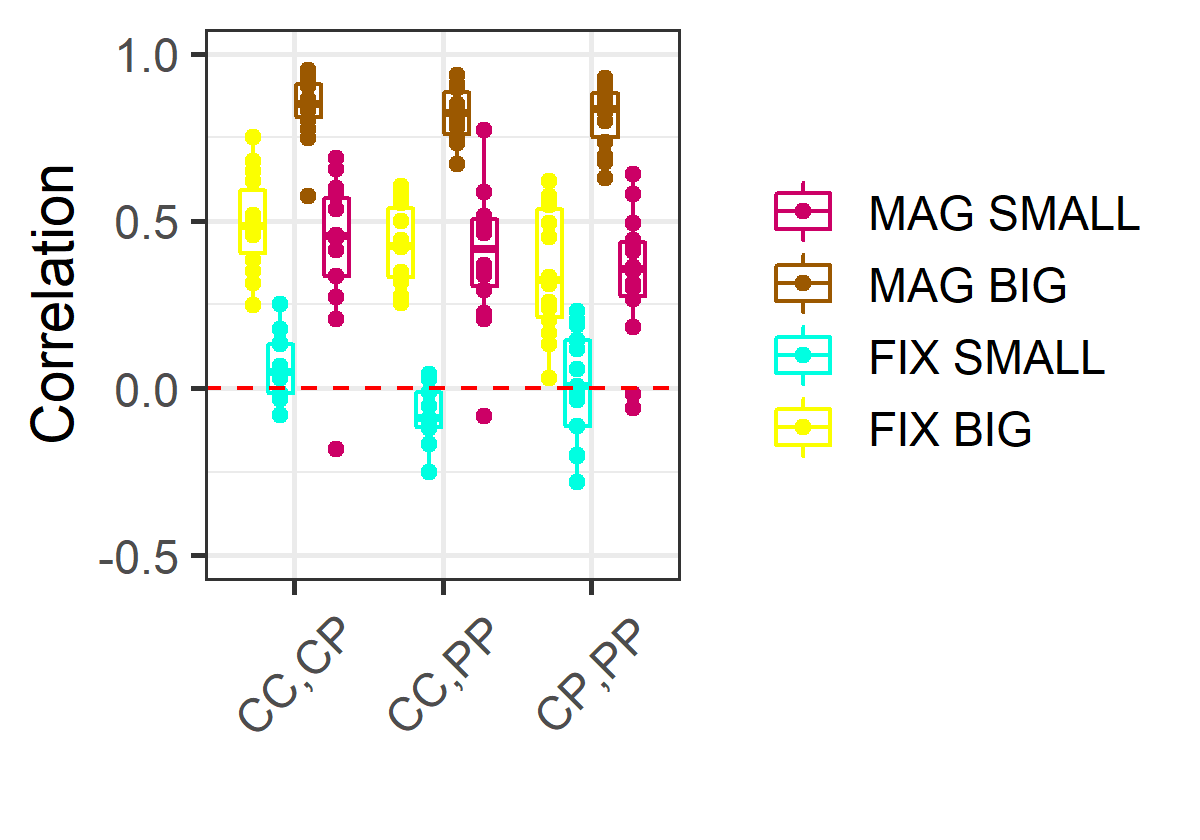 Correlation
1.0
0.5
0.0
-0.5
CC,CP
CC,PP
CP,PP
MAG SMALL
MAG BIG
FIX SMALL
FIX BIG